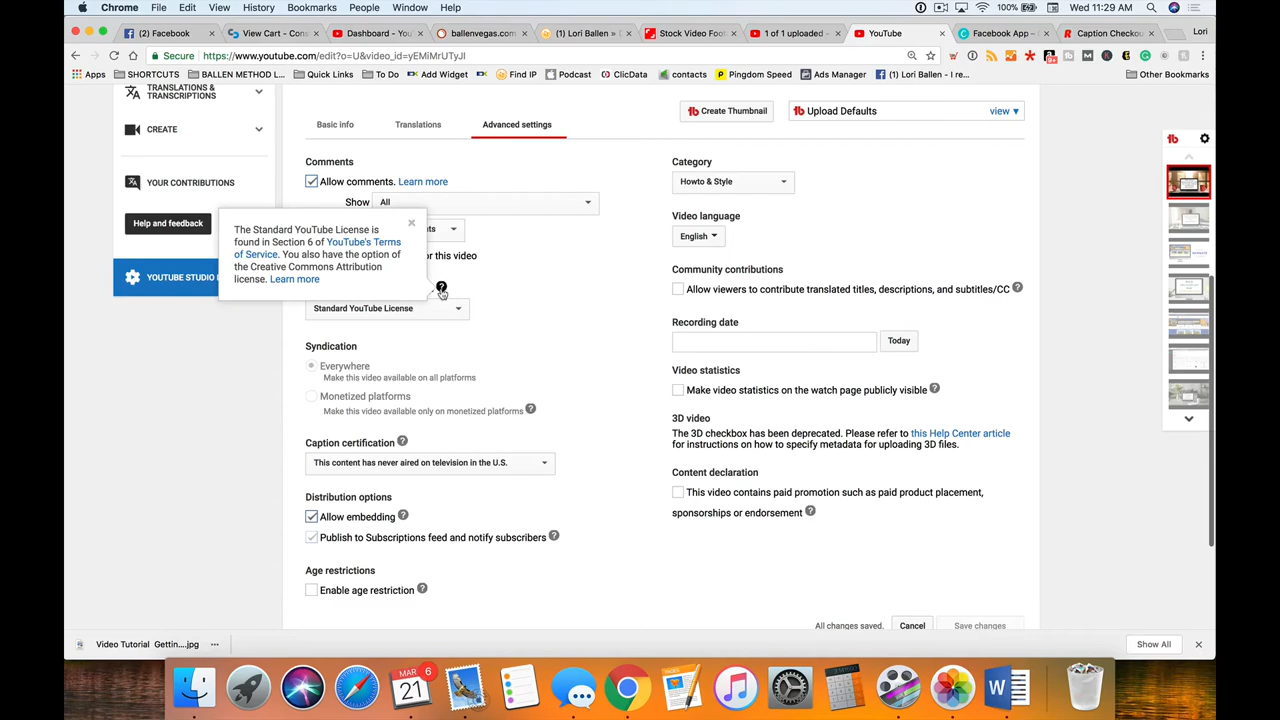 Chrome File Edit View History Bookmarks People Window Help 100% Wed 11:29 AM
(2) Facebook View Cart - Cons Dashboard - You ballenvegas.com (1) Lori Ballen » Stock Video Foot 1 of 1 uploaded - YouTube Facebook App – C Caption Checkout Lori
Secure https://www.youtube.com/edit?o=U&video_id=yEMiMrUTyJI
Apps SHORTCUTS BALLEN METHOD L... Quick Links To Do Add Widget Find IP Podcast ClicData contacts Pingdom Speed Ads Manager (1) Lori Ballen - I re... Other Bookmarks
TRANSLATIONS &
TRANSCRIPTIONS
CREATE
YOUR CONTRIBUTIONS
Help and feedback
YOUTUBE STUDIO
Create Thumbnail Upload Defaults view ▼
Basic info Translations Advanced settings
Comments
Allow comments. Learn more
Show All
nts
or this video
The Standard YouTube License is
found in Section 6 of YouTube's Terms
of Service. You also have the option of
the Creative Commons Attribution
license. Learn more
Standard YouTube License
Syndication
Everywhere
Make this video available on all platforms
Monetized platforms
Make this video available only on monetized platforms
Caption certification
This content has never aired on television in the U.S.
Distribution options
Allow embedding
Publish to Subscriptions feed and notify subscribers
Age restrictions
Enable age restriction
Category
Howto & Style
Video language
English
Community contributions
Allow viewers to contribute translated titles, descriptions, and subtitles/CC
Recording date
Today
Video statistics
Make video statistics on the watch page publicly visible
3D video
The 3D checkbox has been deprecated. Please refer to this Help Center article
for instructions on how to specify metadata for uploading 3D files.
Content declaration
This video contains paid promotion such as paid product placement,
sponsorships or endorsement
All changes saved. Cancel Save changes
Video Tutorial Gettin....jpg Show All
MAR 6
21
W